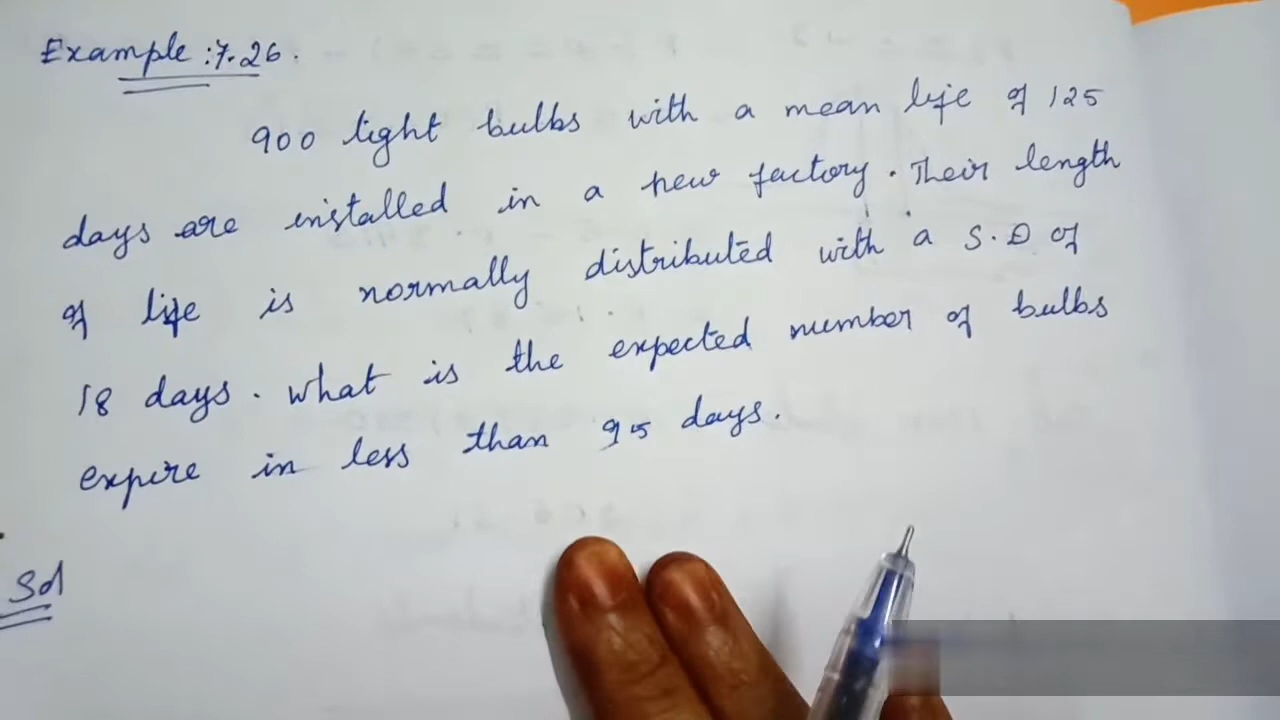 Example : 7.26.
900 light bulbs with a mean life of 125
days are installed in a new factory. Their length
of life is normally distributed with a S.D of
18 days. What is the expected number of bulbs
expire in less than 95 days.
Sol